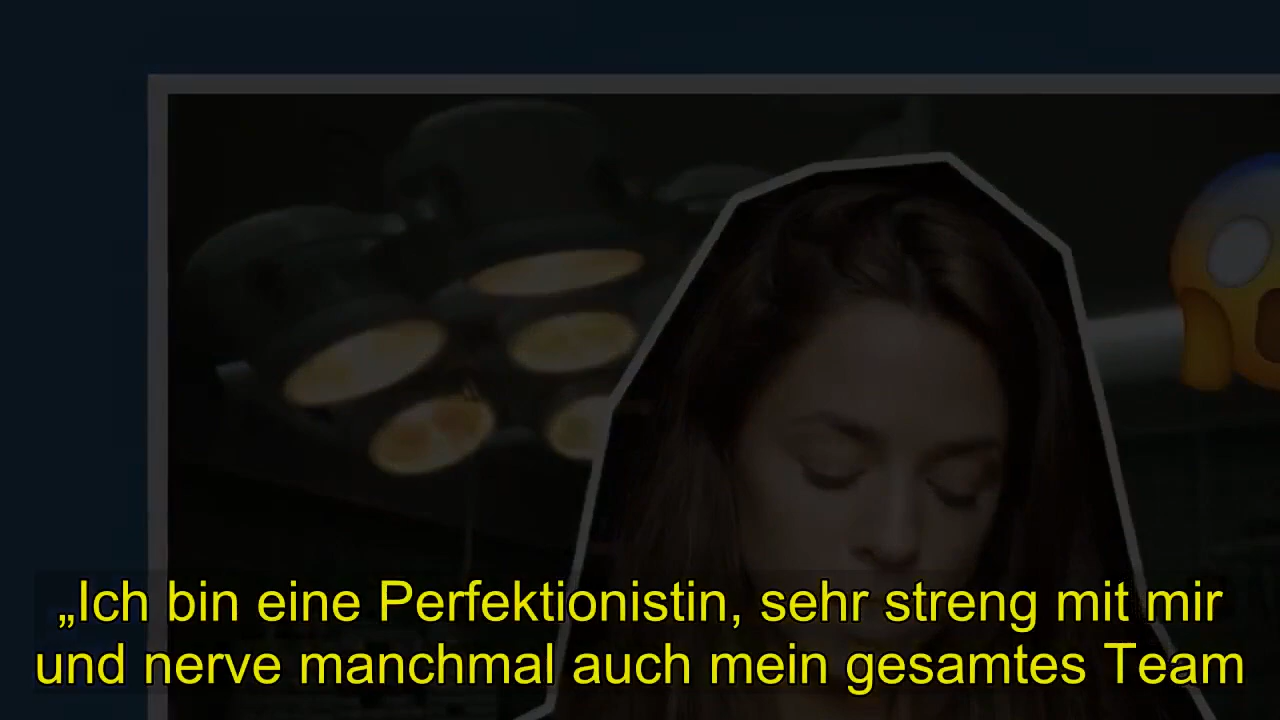 „Ich bin eine Perfektionistin, sehr streng mit mir
und nerve manchmal auch mein gesamtes Team